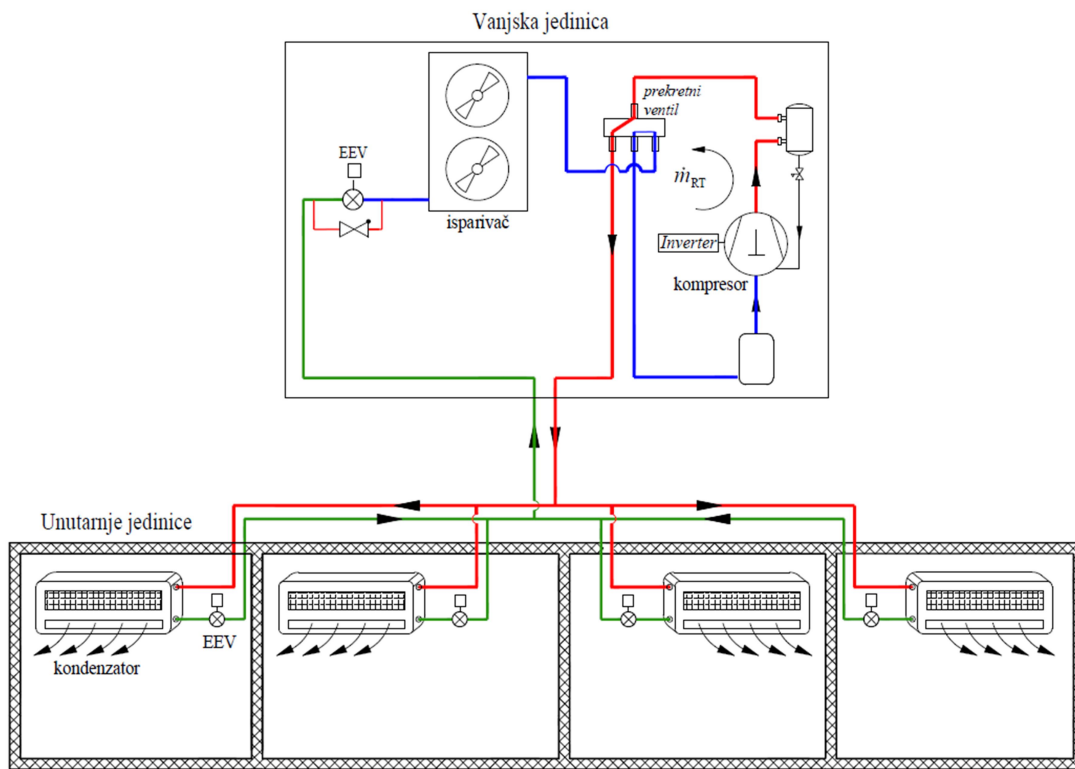 Vanjska jedinica
prekretni
ventil
EEV
ṁRT
isparivač
Inverter
kompresor
Unutarnje jedinice
EEV
kondenzator